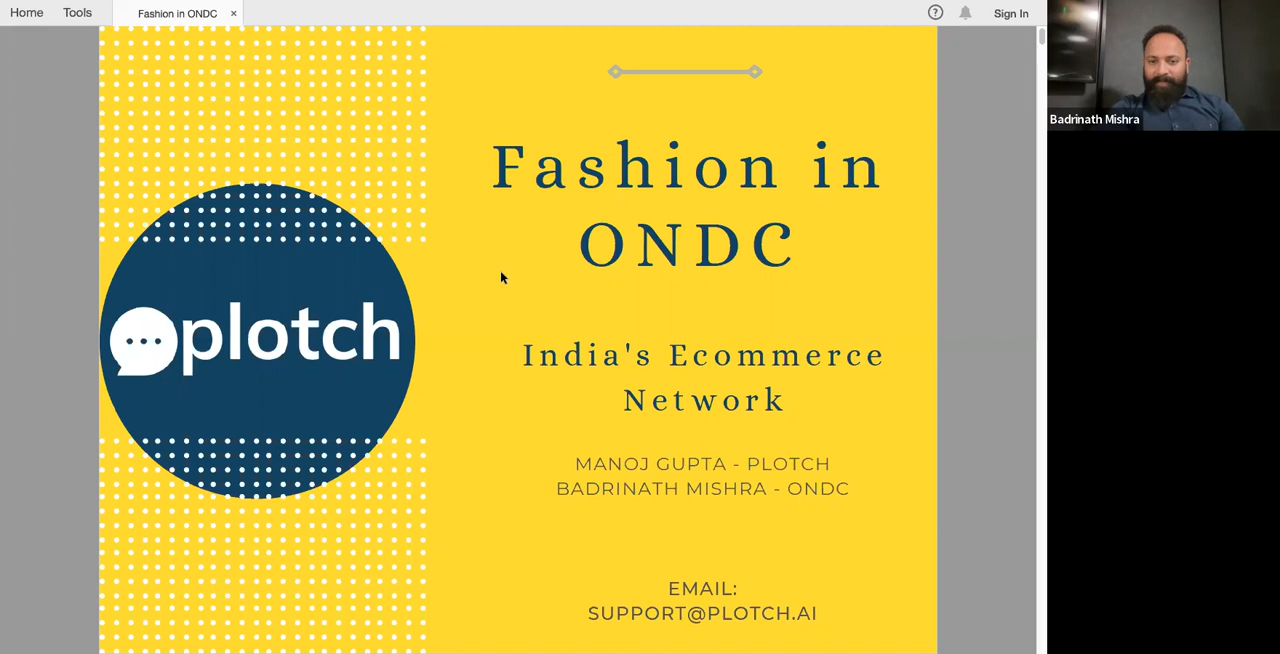 Home Tools Fashion in ONDC × ? Sign In
Badrinath Mishra
Fashion in
ONDC
plotch
India's Ecommerce
Network
MANOJ GUPTA - PLOTCH
BADRINATH MISHRA - ONDC
EMAIL:
SUPPORT@PLOTCH.AI